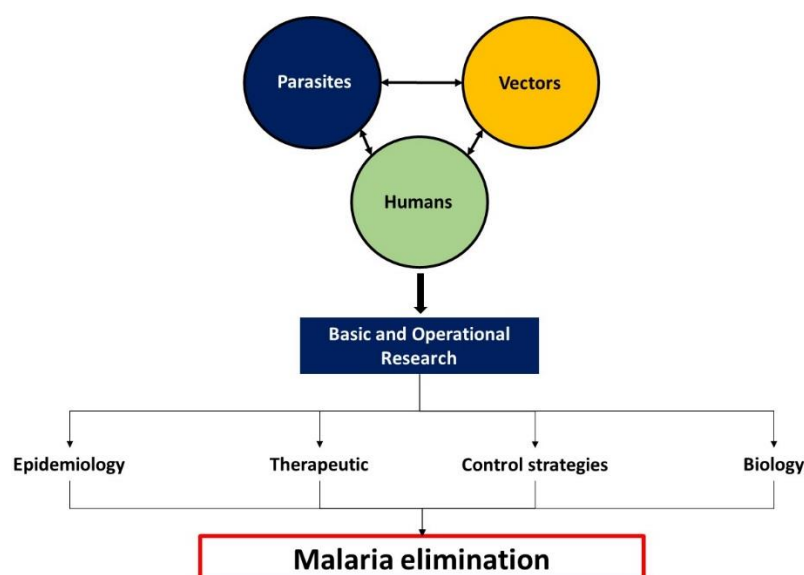 Parasites
Vectors
Humans
Basic and Operational
Research
Epidemiology
Therapeutic
Control strategies
Biology
Malaria elimination